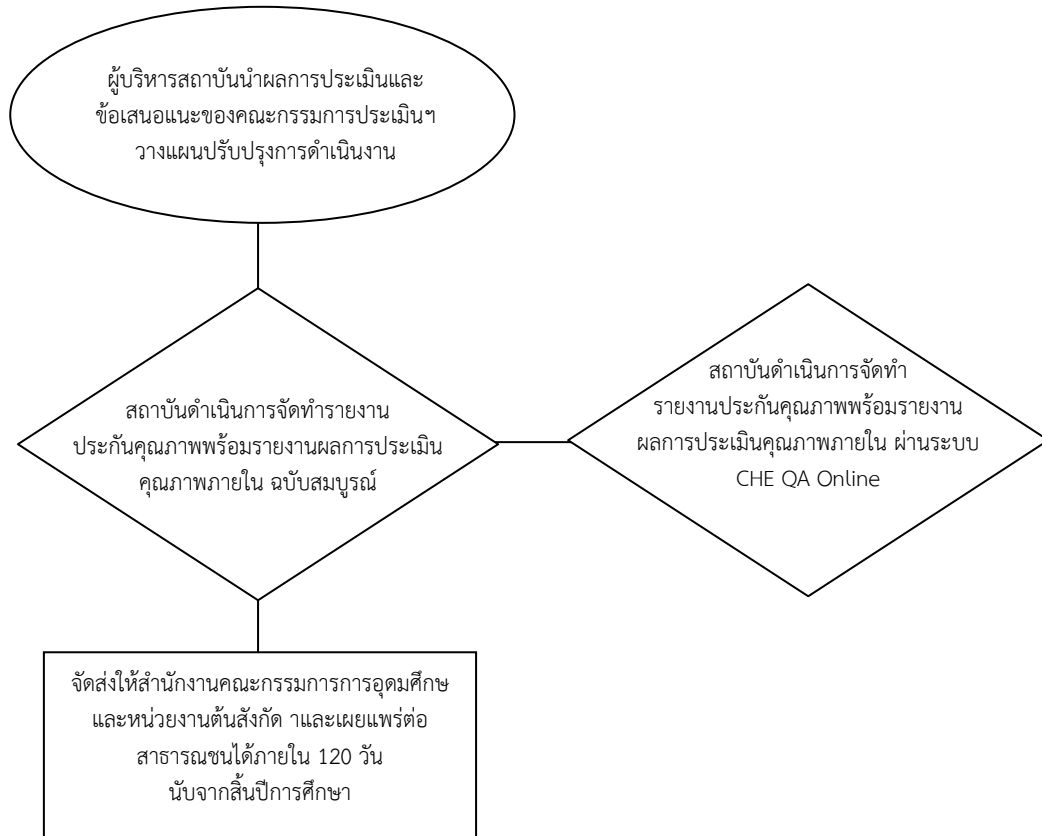 ผู้บริหารสถาบันนำผลการประเมินและ
ข้อเสนอแนะของคณะกรรมการประเมินฯ
วางแผนปรับปรุงการดำเนินงาน
สถาบันดำเนินการจัดทำรายงาน
ประกันคุณภาพพร้อมรายงานผลการประเมิน
คุณภาพภายใน ฉบับสมบูรณ์
สถาบันดำเนินการจัดทำ
รายงานประกันคุณภาพพร้อมรายงาน
ผลการประเมินคุณภาพภายใน ผ่านระบบ
CHE QA Online
จัดส่งให้สำนักงานคณะกรรมการการอุดมศึกษ
และหน่วยงานต้นสังกัด าและเผยแพร่ต่อ
สาธารณชนได้ภายใน 120 วัน
นับจากสิ้นปีการศึกษา